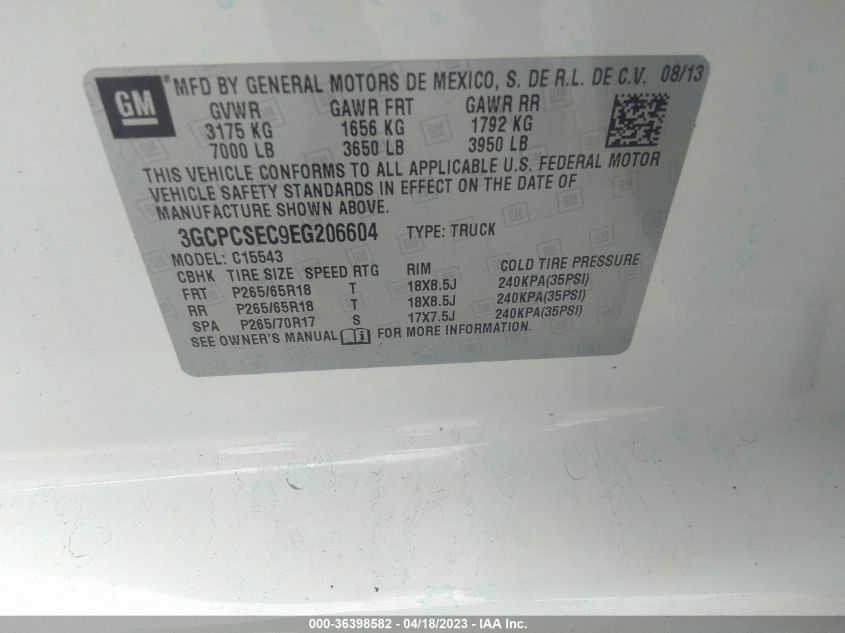 GM
*MFD BY GENERAL MOTORS DE MEXICO, S. DE R.L. DE C.V. 08/13
GVWR GAWR FRT GAWR RR
3175 KG 1656 KG 1792 KG
7000 LB 3650 LB 3950 LB
THIS VEHICLE CONFORMS TO ALL APPLICABLE U.S. FEDERAL MOTOR
VEHICLE SAFETY STANDARDS IN EFFECT ON THE DATE OF
MANUFACTURE SHOWN ABOVE.
3GCPCSEC9EG206604 TYPE: TRUCK
MODEL: C15543
CBHK TIRE SIZE SPEED RTG RIM COLD TIRE PRESSURE
FRT P265/65R18 T 18X8.5J 240KPA(35PSI)
RR P265/65R18 T 18X8.5J 240KPA(35PSI)
SPA P265/70R17 S 17X7.5J 240KPA(35PSI)
SEE OWNER'S MANUAL FOR MORE INFORMATION.
000-36398582 - 04/18/2023 - IAA Inc.